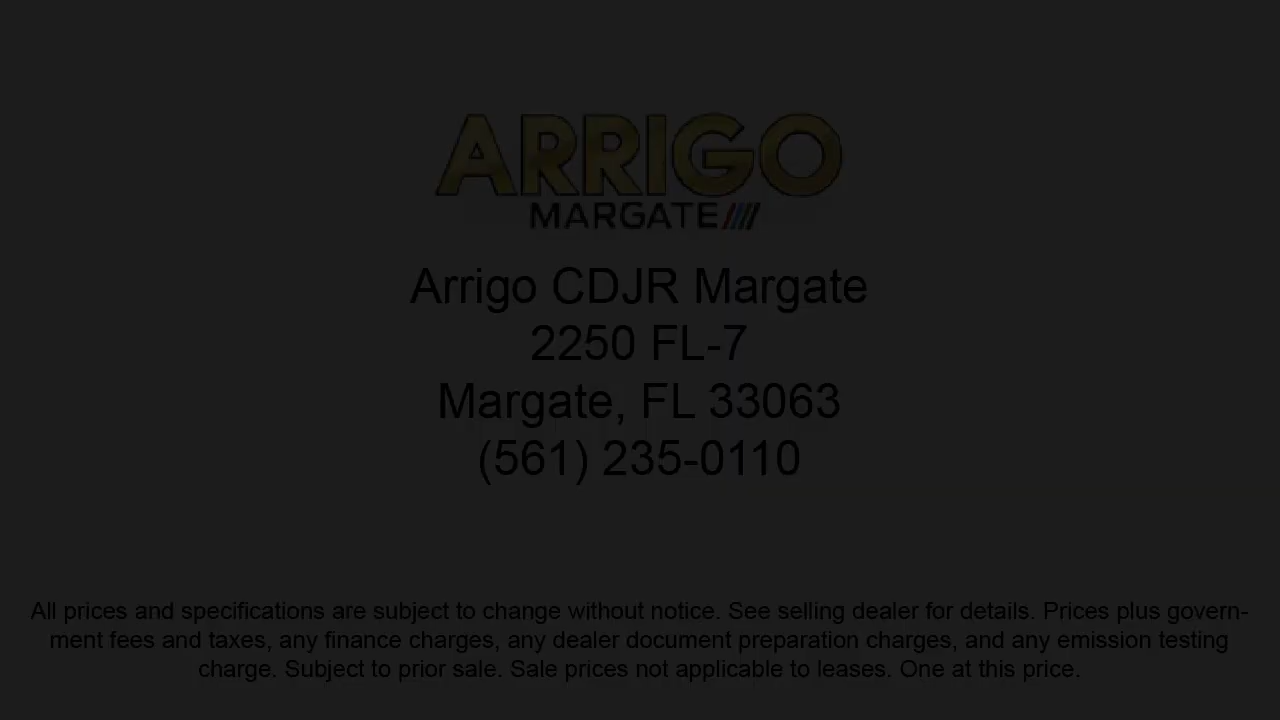 ARRIGO
MARGATE
Arrigo CDJR Margate
2250 FL-7
Margate, FL 33063
(561) 235-0110
All prices and specifications are subject to change without notice. See selling dealer for details. Prices plus govern-
ment fees and taxes, any finance charges, any dealer document preparation charges, and any emission testing
charge. Subject to prior sale. Sale prices not applicable to leases. One at this price.